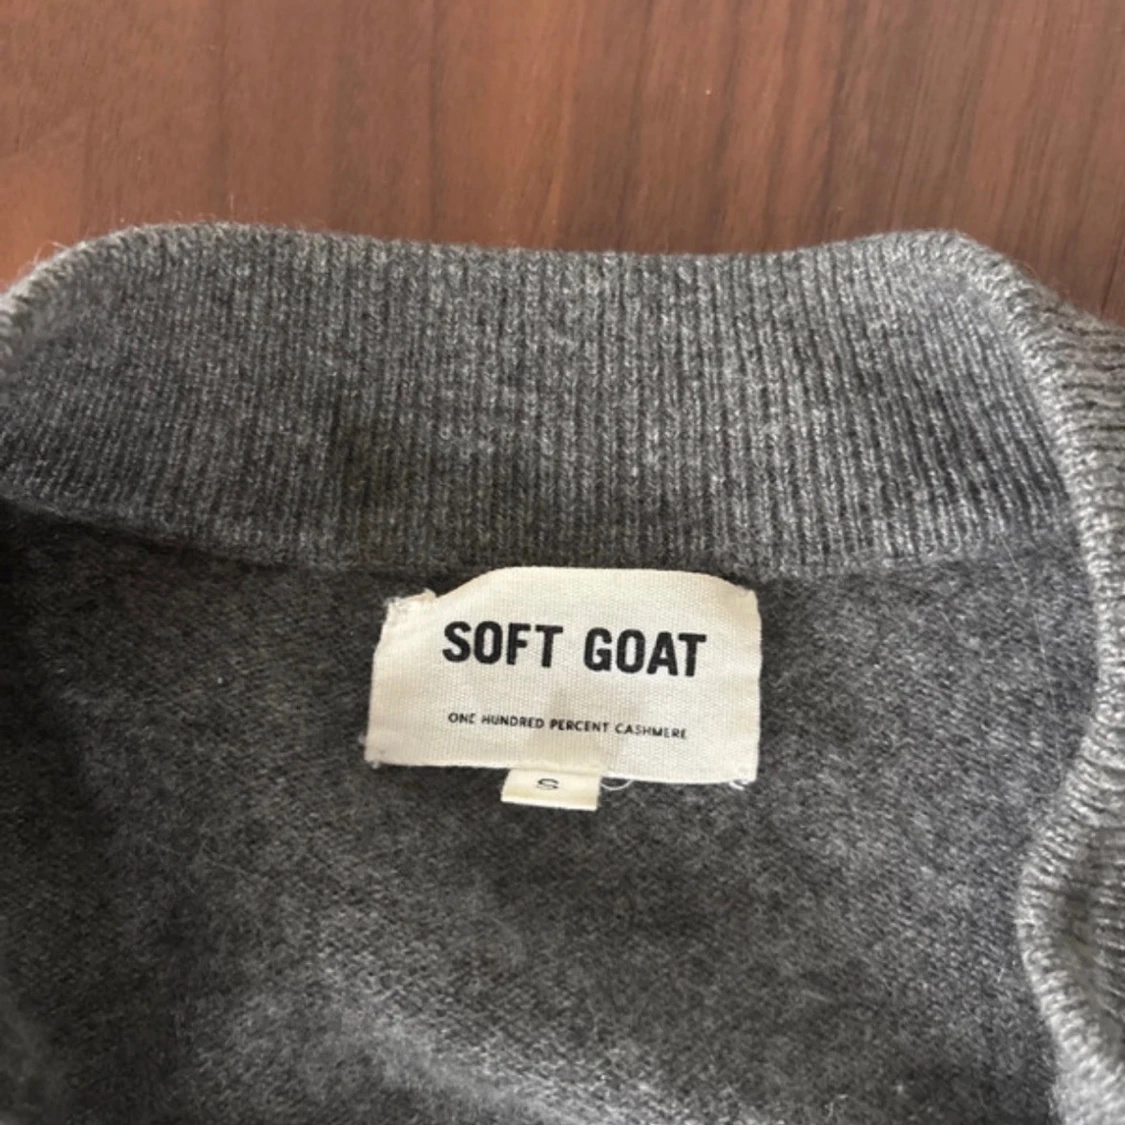 SOFT GOAT
ONE HUNDRED PERCENT CASHMERE
S